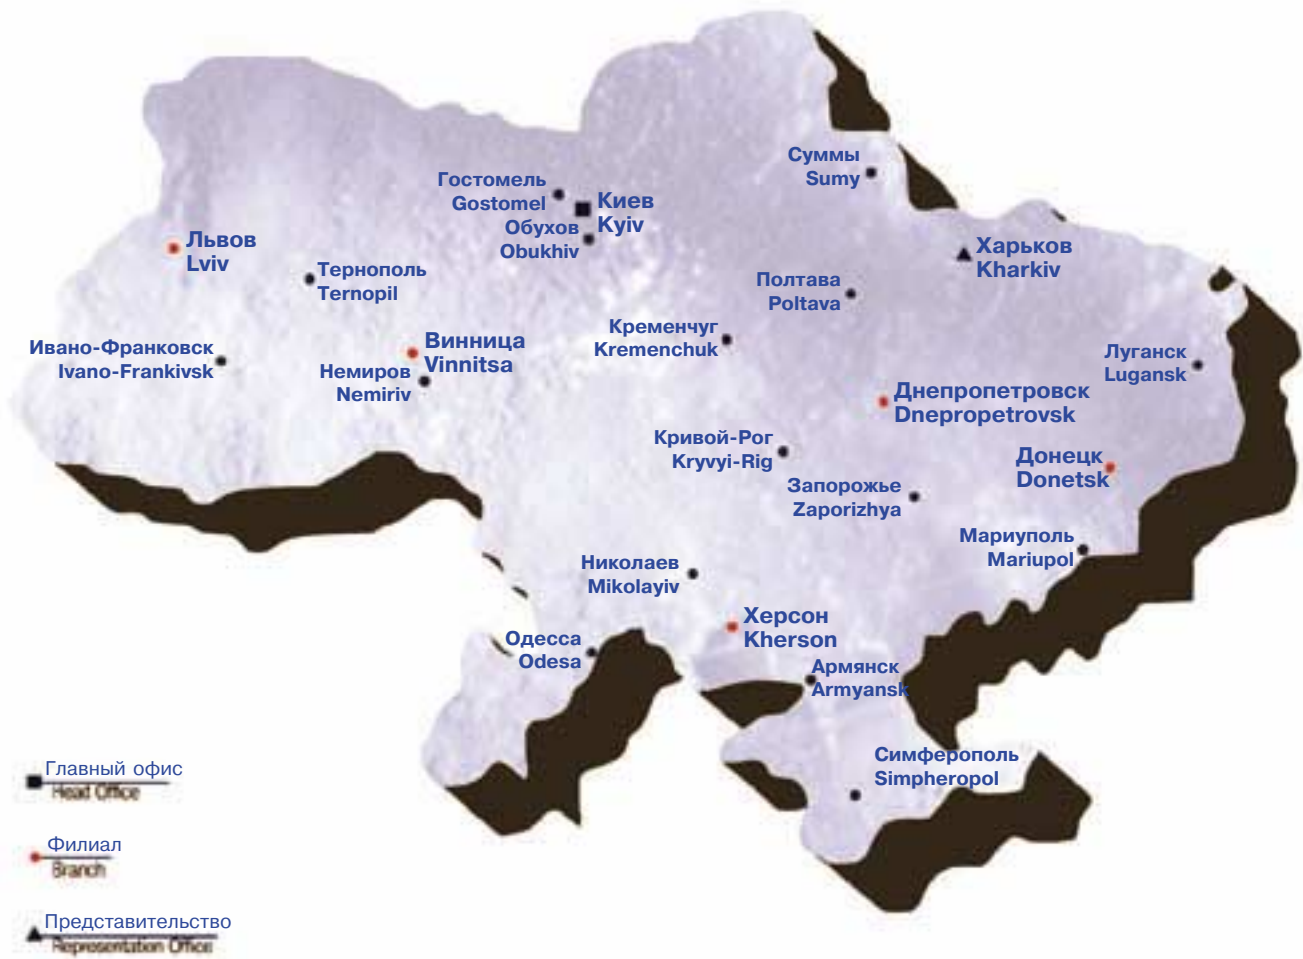 Суммы
Sumy
Гостомель
Gostomel
Киев
Kyiv
Обухов
Obukhiv
Львов
Lviv
Харьков
Kharkiv
Тернополь
Ternopil
Полтава
Poltava
Кременчуг
Kremenchuk
Винница
Vinnitsa
Ивано-Франковск
Ivano-Frankivsk
Немиров
Nemiriv
Луганск
Lugansk
Днепропетровск
Dnepropetrovsk
Кривой-Рог
Kryvyi-Rig
Донецк
Donetsk
Запорожье
Zaporizhya
Мариуполь
Mariupol
Николаев
Mikolayiv
Херсон
Kherson
Одесса
Odesa
Армянск
Armyansk
Симферополь
Simpheropol
Главный офис
Head Office
Филиал
Branch
Представительство
Representation Office